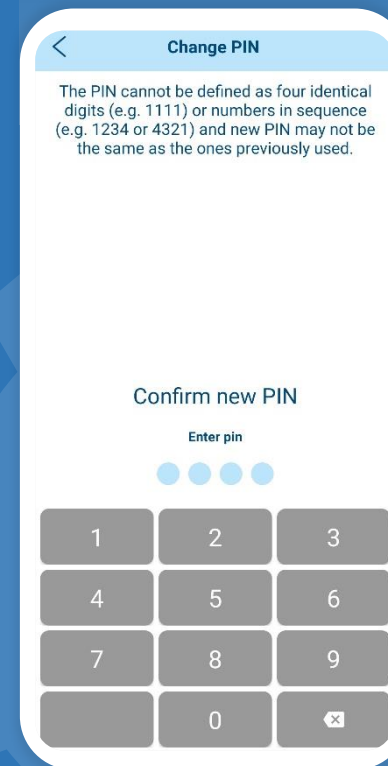 Change PIN
The PIN cannot be defined as four identical
digits (e.g. 1111) or numbers in sequence
(e.g. 1234 or 4321) and new PIN may not be
the same as the ones previously used.
Confirm new PIN
Enter pin
1 2 3
4 5 6
7 8 9
0